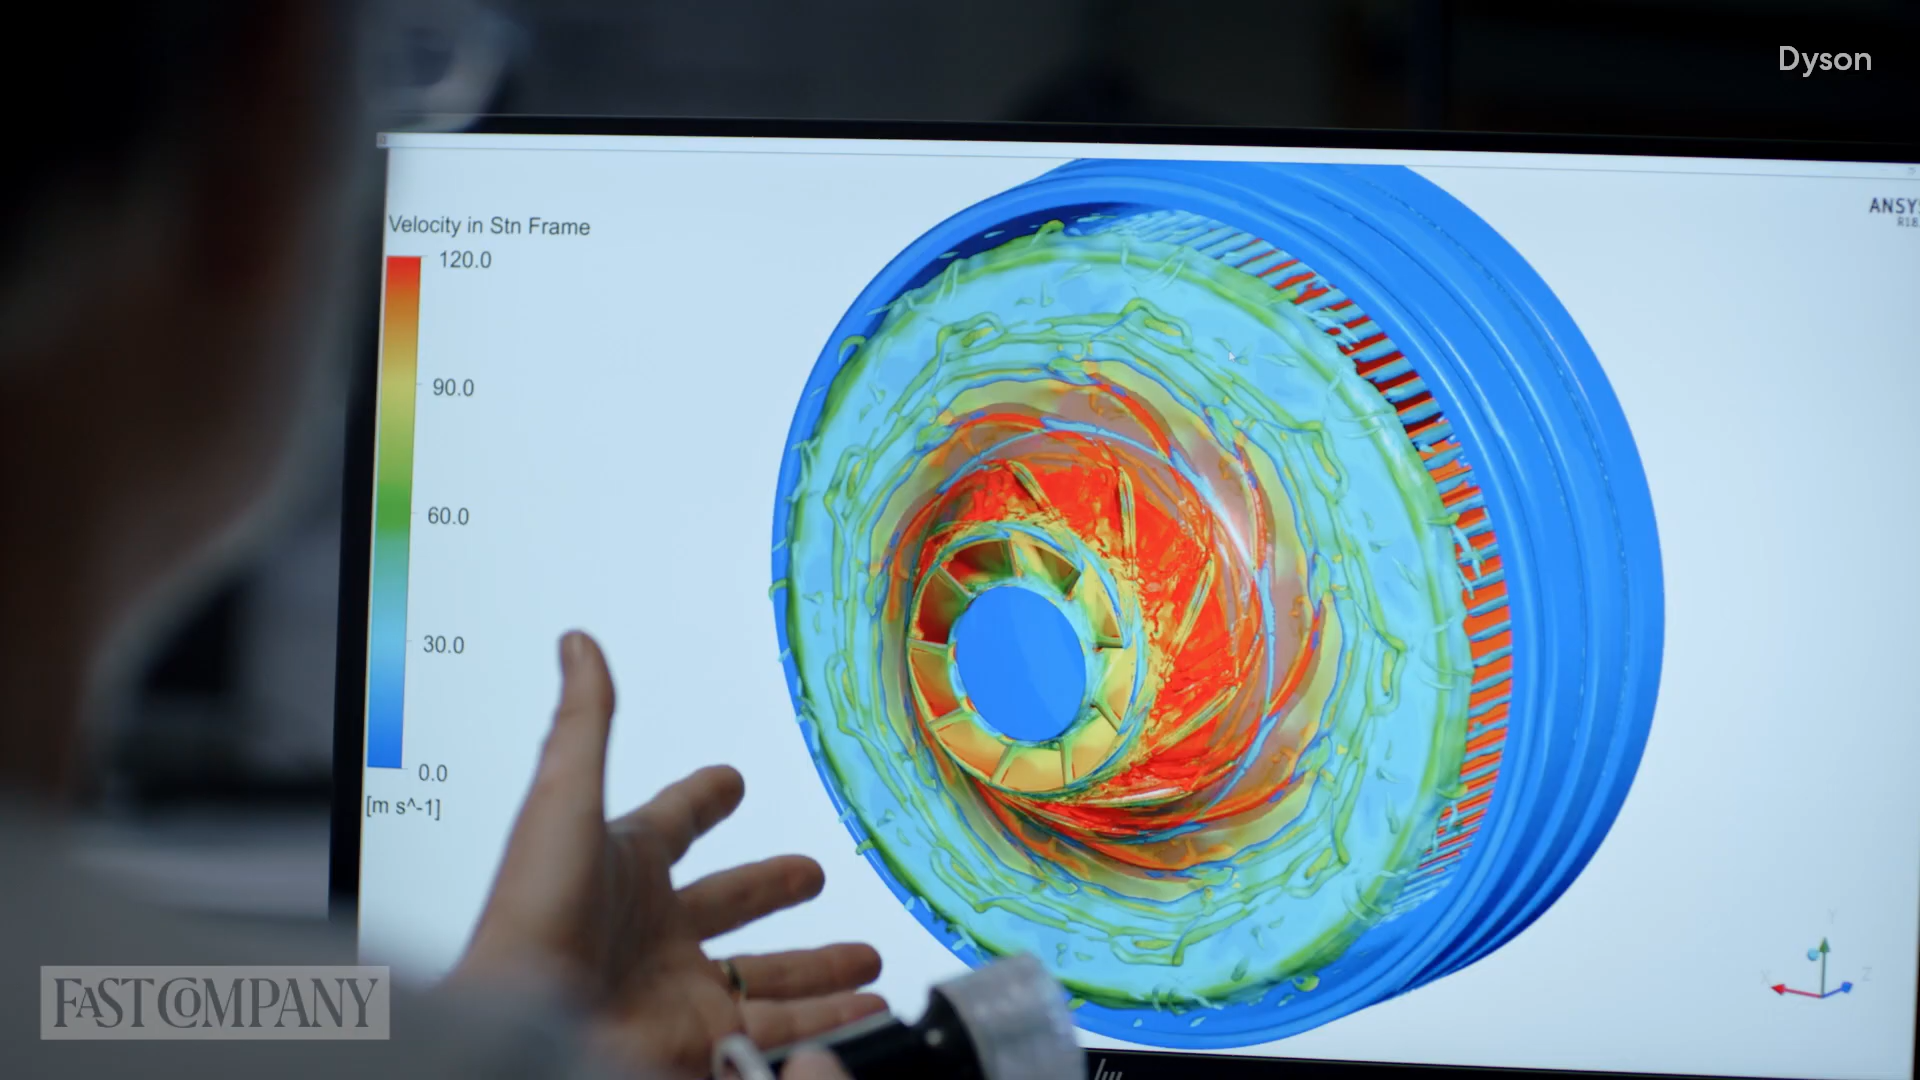 Dyson
ANSYS
Velocity in Stn Frame
120.0
90.0
60.0
30.0
0.0
[m s^-1]
FAST COMPANY
hp